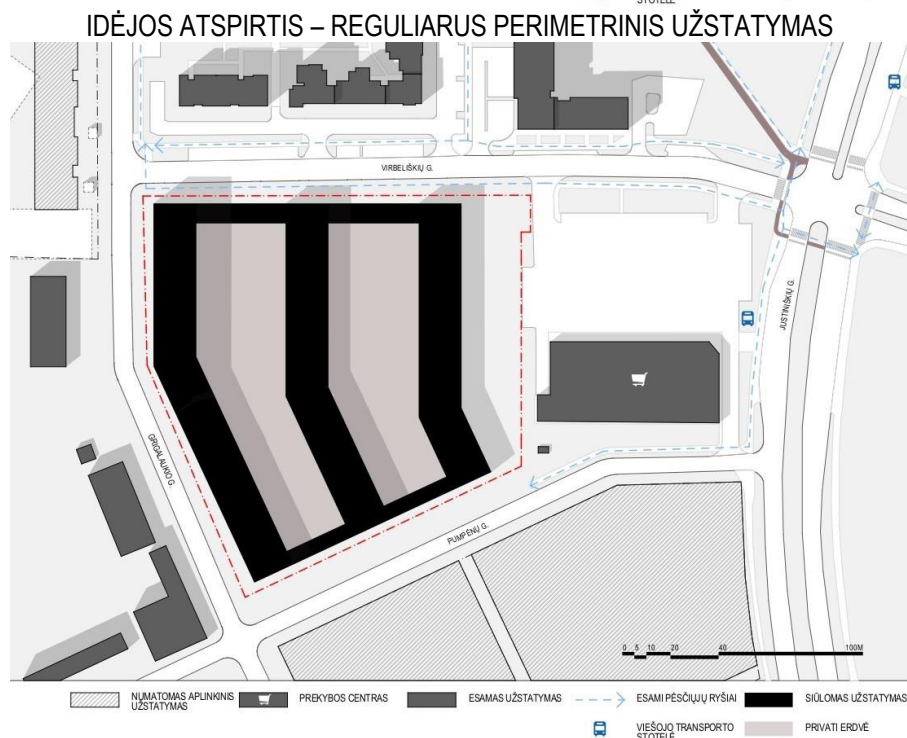 STOTELĖ
IDĖJOS ATSPIRTIS – REGULIARUS PERIMETRINIS UŽSTATYMAS
VIRBELIŠKIŲ G.
JUSTINIŠKIŲ G.
GRIGALAUKIO G.
PUMPĖNŲ G.
0 5 10 20 40 100M
NUMATOMAS APLINKINIS
UŽSTATYMAS
PREKYBOS CENTRAS
ESAMAS UŽSTATYMAS
ESAMI PĖSČIŲJŲ RYŠIAI
SIŪLOMAS UŽSTATYMAS
VIEŠOJO TRANSPORTO
STOTELĖ
PRIVATI ERDVĖ